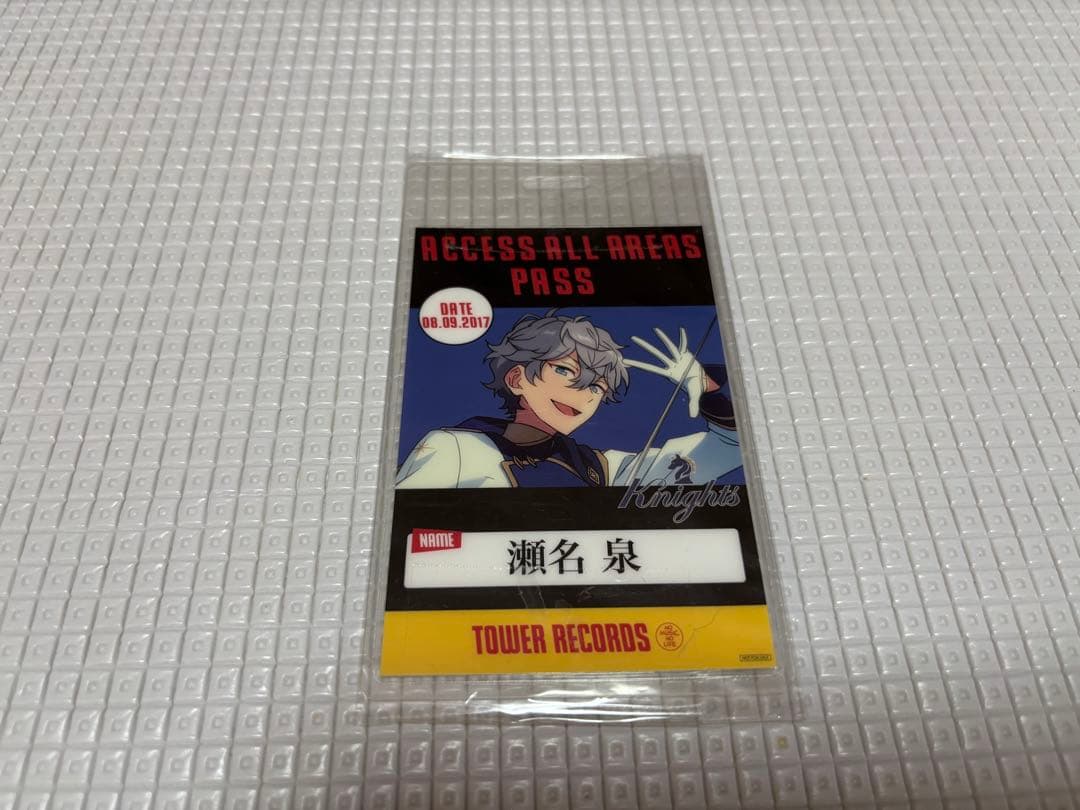 ACCESS ALL AREAS
PASS
DATE
08.09.2017
Knights
NAME
瀬名 泉
TOWER RECORDS
NO
MUSIC,
NO
LIFE.